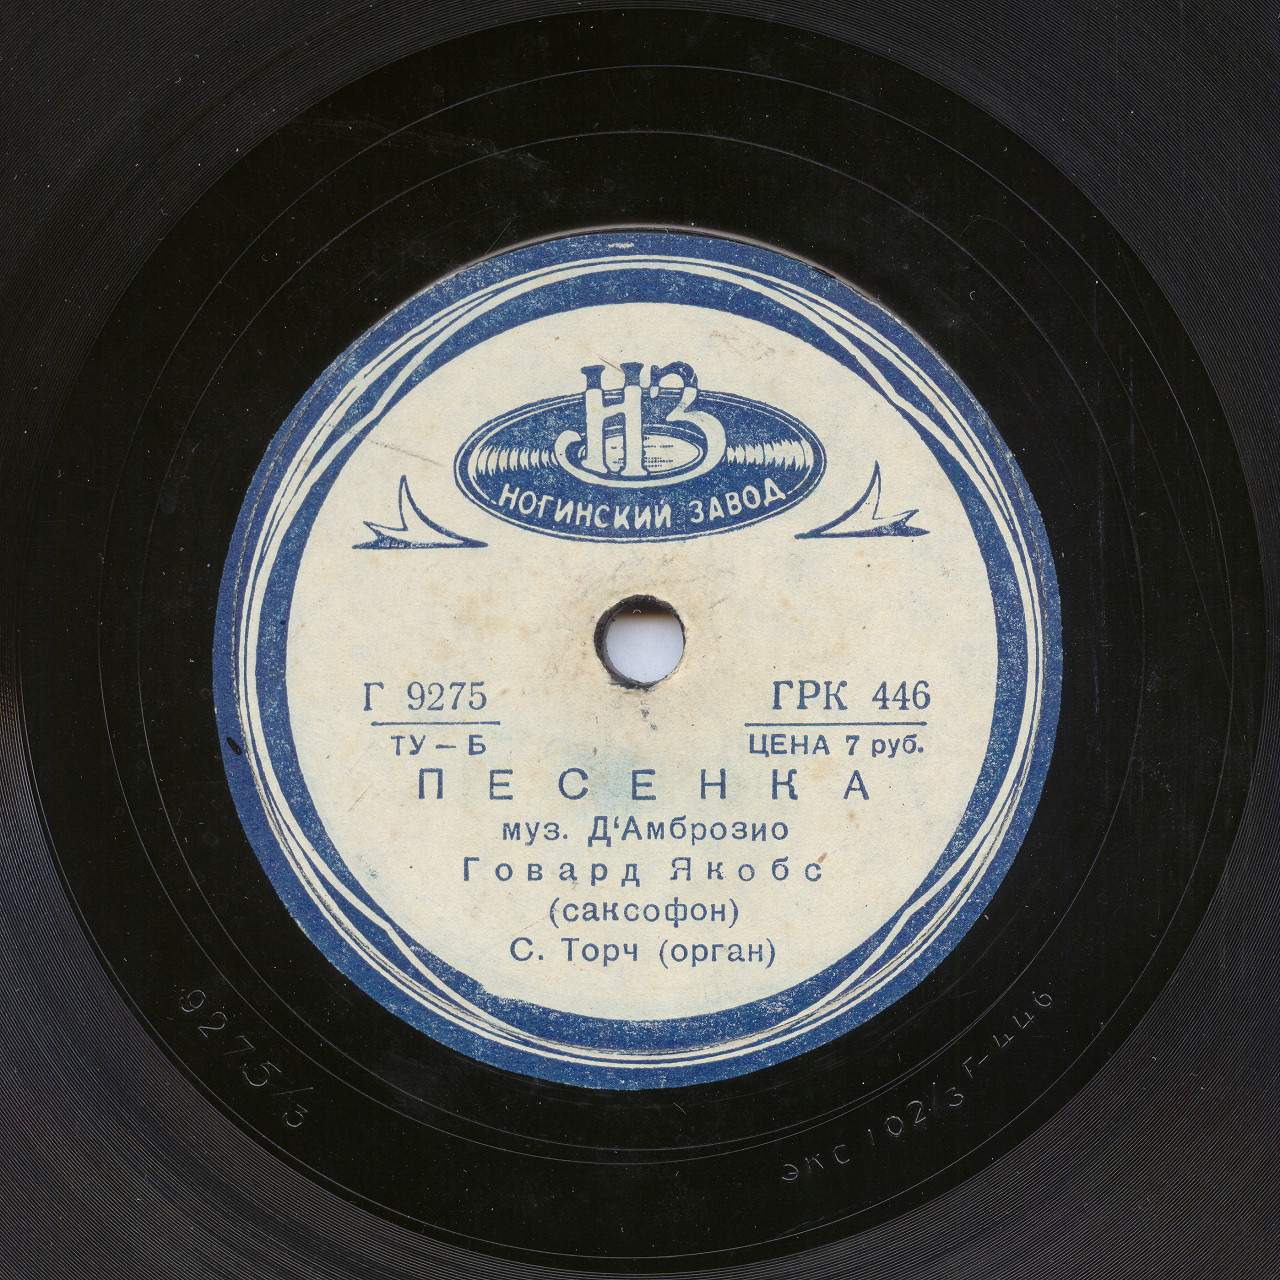 НЗ
НОГИНСКИЙ ЗАВОД
Г 9275
ТУ – Б
ГРК 446
ЦЕНА 7 руб.
ПЕСЕНКА
муз. Д'Амброзио
Говард Якобс
(саксофон)
С. Торч (орган)
9275/3
ЭКС 102/3 Г-446